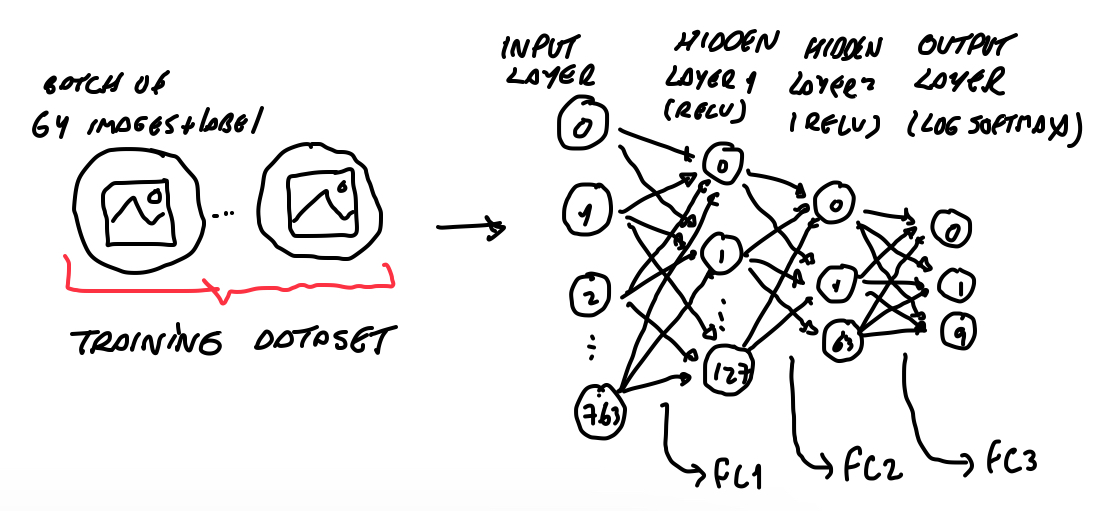 BATCH OF
64 IMAGES + LABEL
TRAINING DATASET
INPUT
LAYER
HIDDEN
LAYER 1
(RELU)
HIDDEN
LAYER 2
(RELU)
OUTPUT
LAYER
(LOG SOFTMAX)
0
1
2
⋮
763
0
1
⋮
127
0
1
63
0
1
9
...
FC1
FC2
FC3